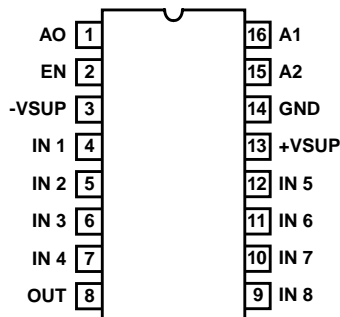 AO 1 16 A1
EN 2 15 A2
-VSUP 3 14 GND
IN 1 4 13 +VSUP
IN 2 5 12 IN 5
IN 3 6 11 IN 6
IN 4 7 10 IN 7
OUT 8 9 IN 8